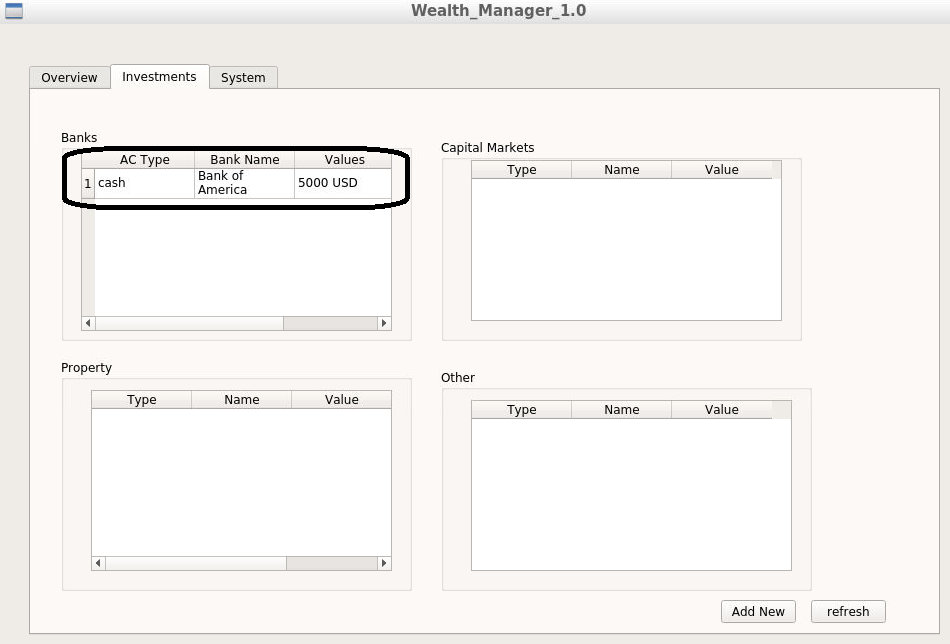 Wealth_Manager_1.0
Overview Investments System
Banks
AC Type Bank Name Values
1 cash Bank of America 5000 USD
Capital Markets
Type Name Value
Property
Type Name Value
Other
Type Name Value
Add New refresh